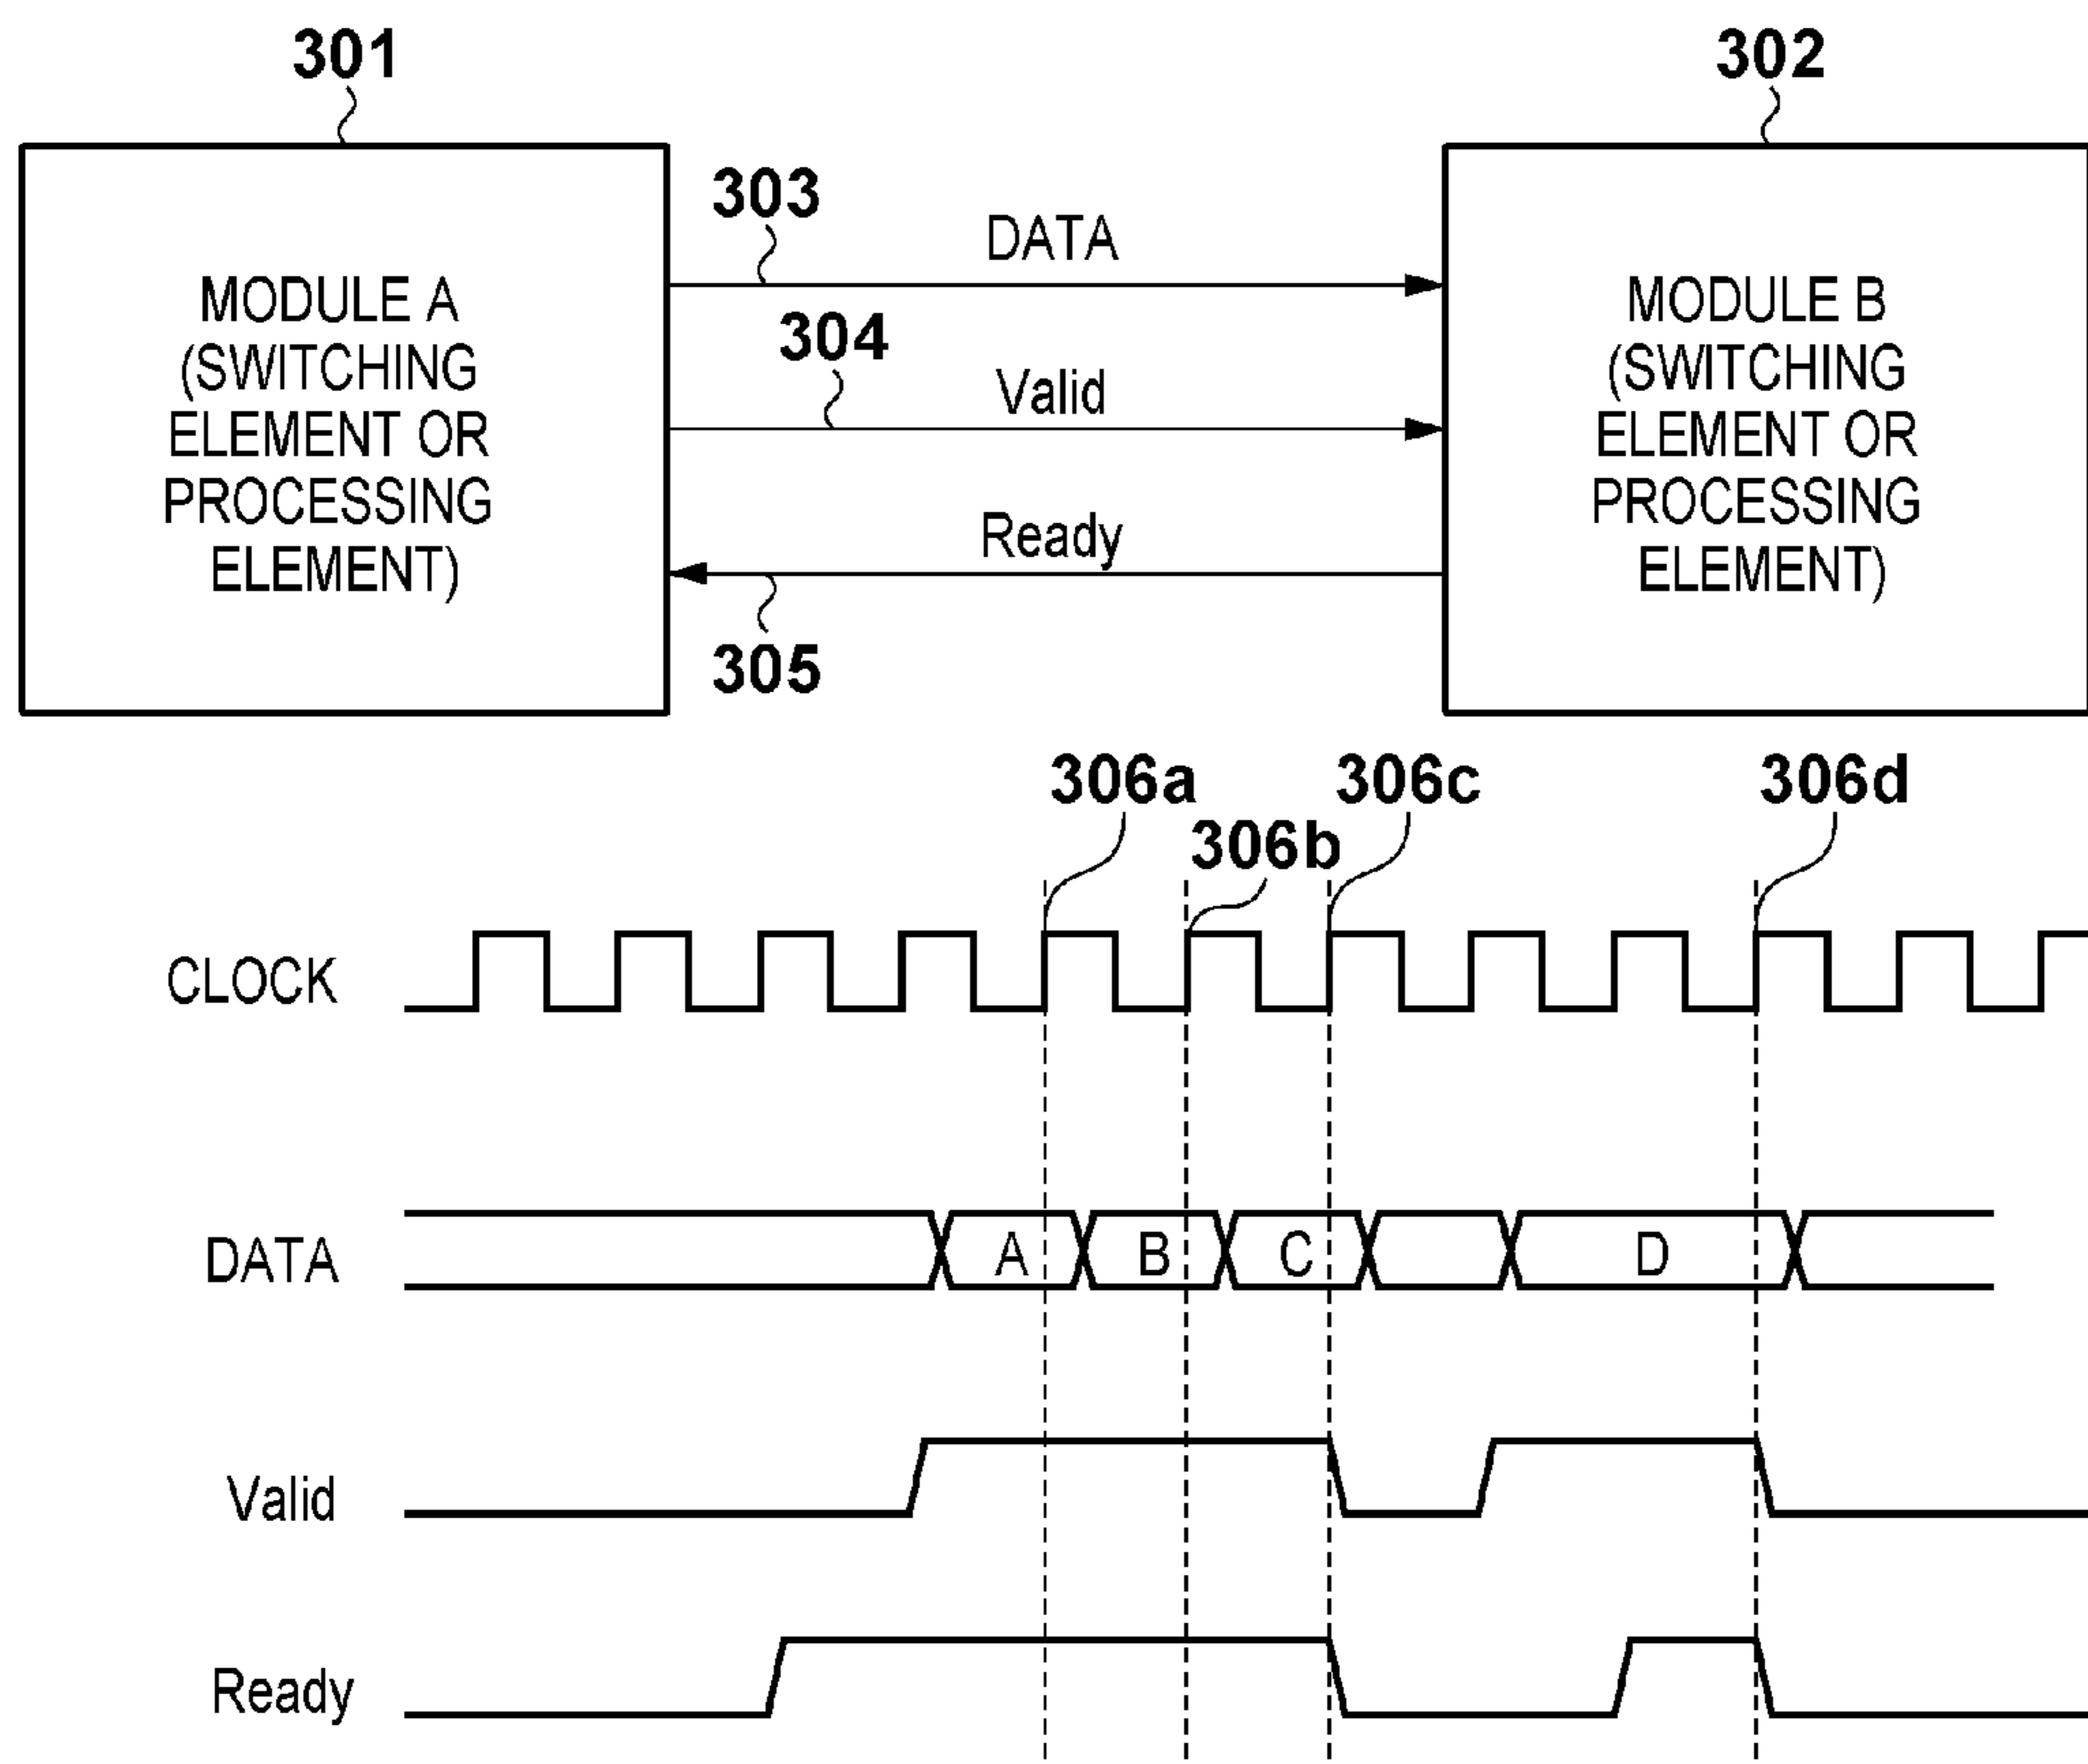 301
302
303
DATA
304
Valid
Ready
305
MODULE A
(SWITCHING
ELEMENT OR
PROCESSING
ELEMENT)
MODULE B
(SWITCHING
ELEMENT OR
PROCESSING
ELEMENT)
306a
306b
306c
306d
CLOCK
DATA
A
B
C
D
Valid
Ready